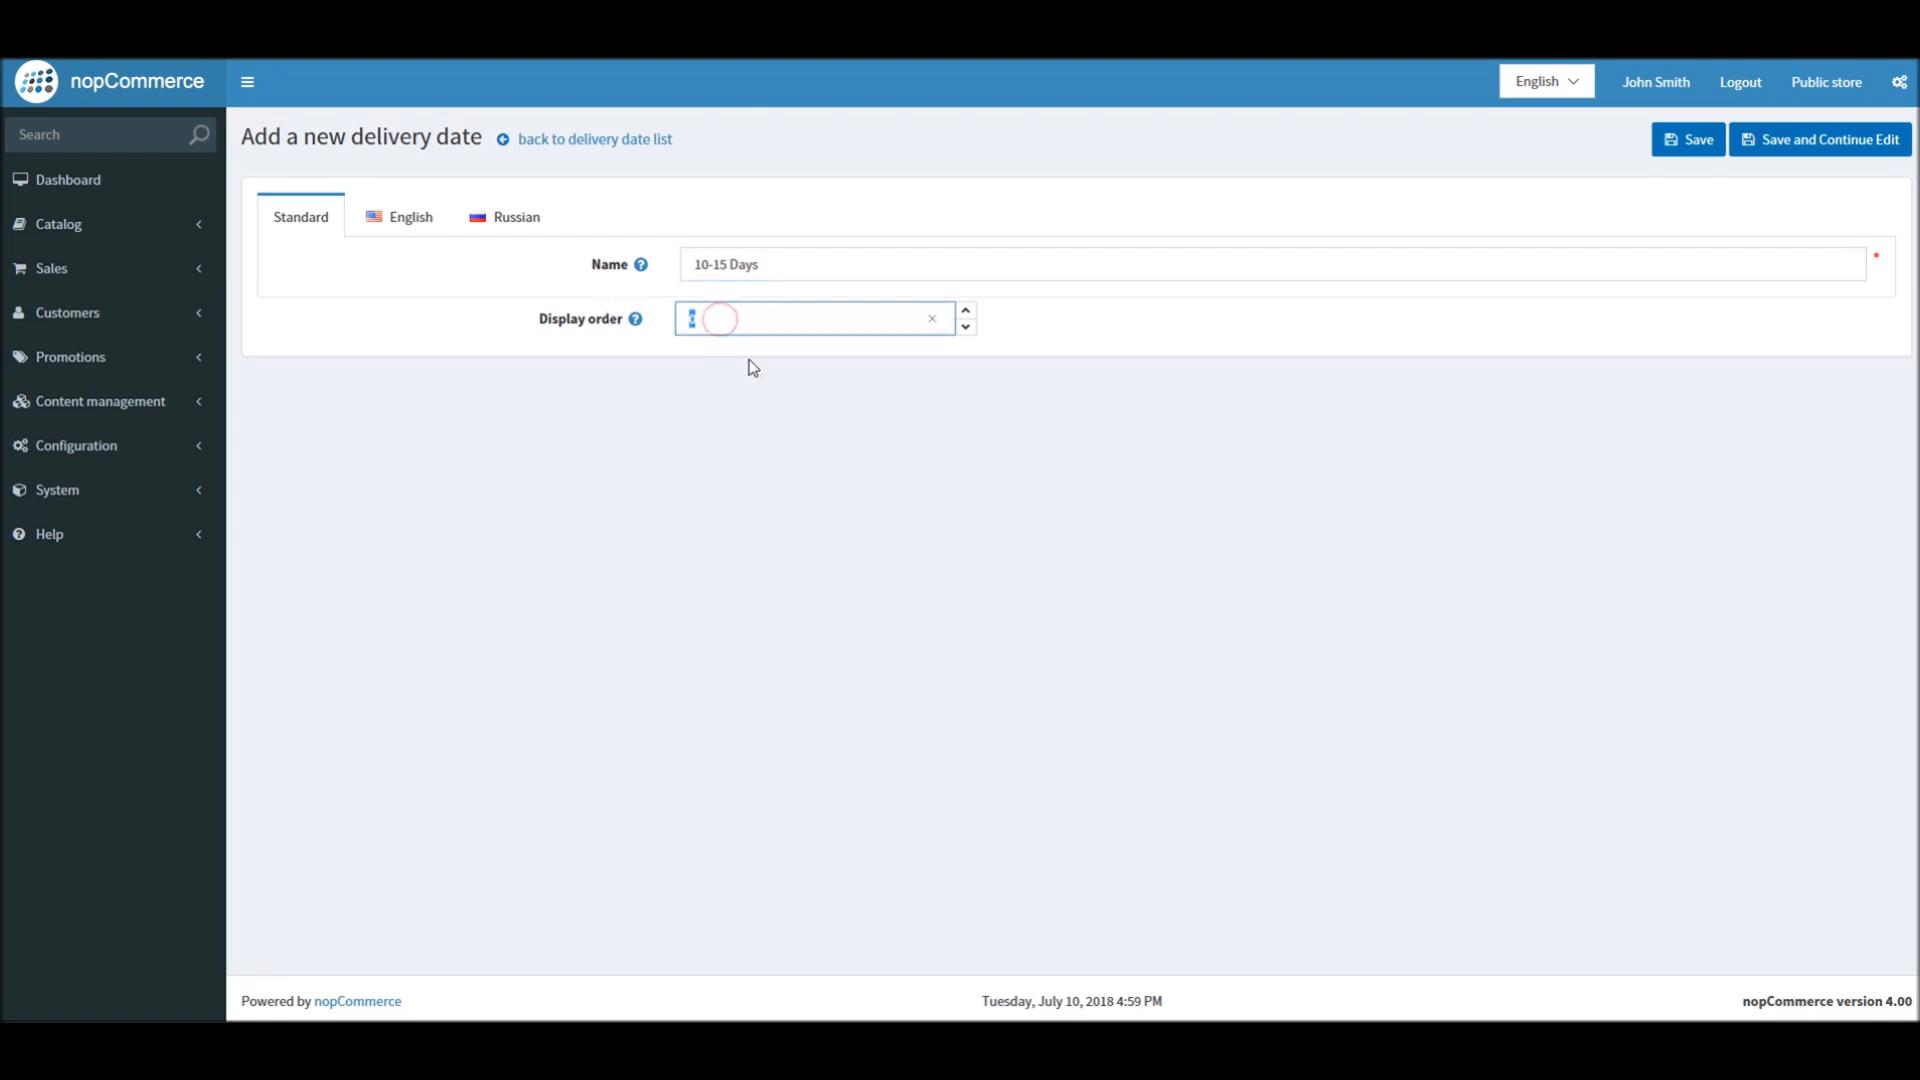 nopCommerce
English
John Smith
Logout
Public store
Search
Add a new delivery date
back to delivery date list
Save
Save and Continue Edit
Dashboard
Catalog
Sales
Customers
Promotions
Content management
Configuration
System
Help
Standard
English
Russian
Name
10-15 Days
*
Display order
0
Powered by nopCommerce
Tuesday, July 10, 2018 4:59 PM
nopCommerce version 4.00